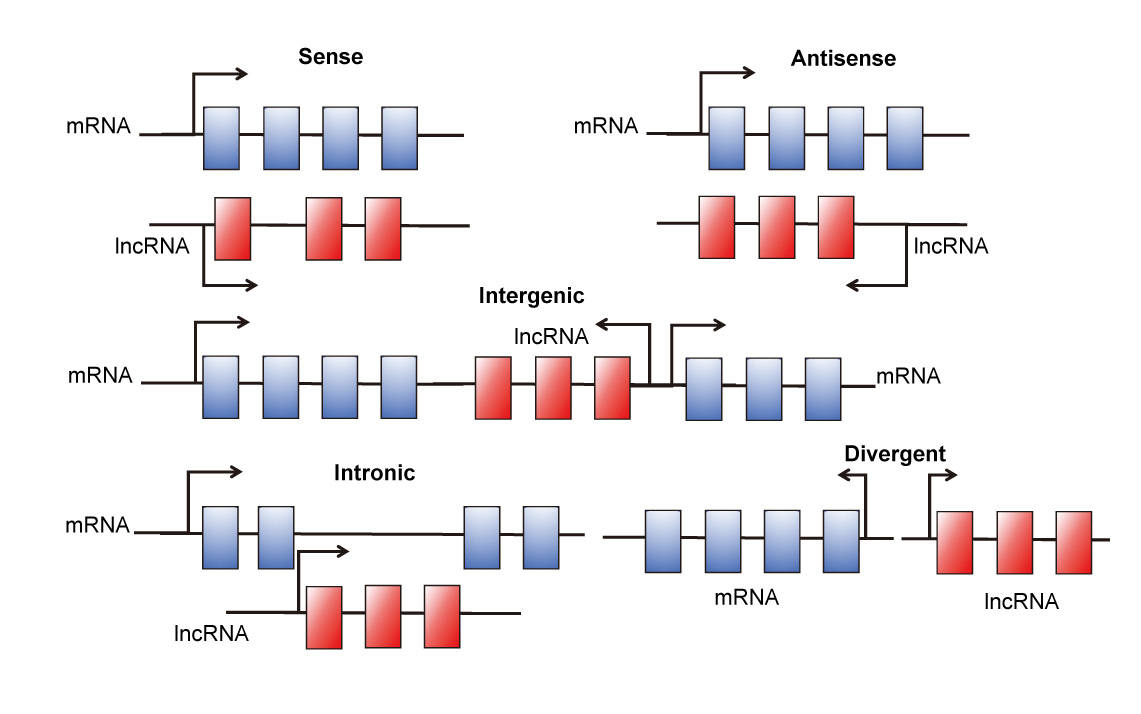 Sense
Antisense
mRNA
mRNA
lncRNA
lncRNA
Intergenic
lncRNA
mRNA
mRNA
Divergent
Intronic
mRNA
mRNA
lncRNA
lncRNA